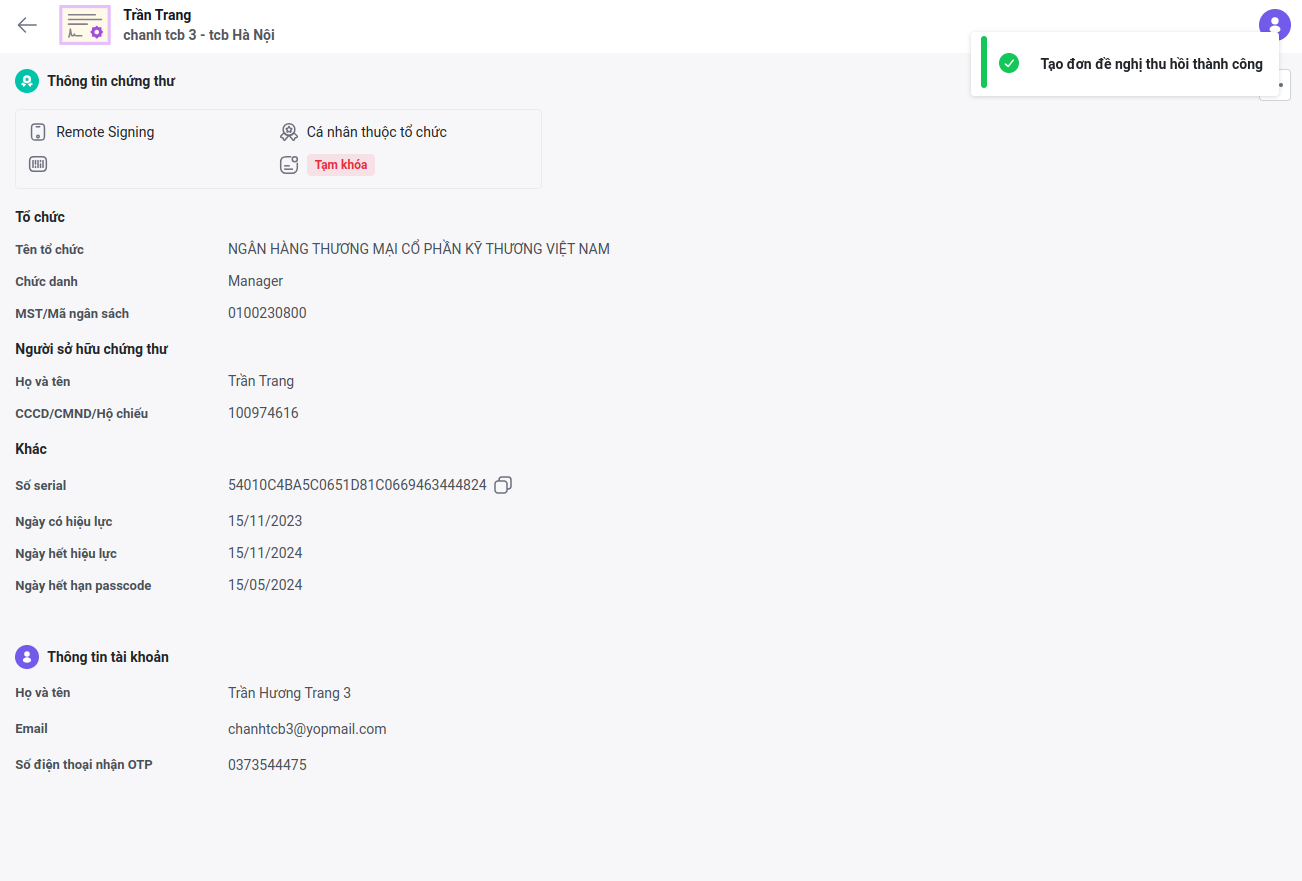 Trần Trang
chanh tcb 3 - tcb Hà Nội
Tạo đơn đề nghị thu hồi thành công
Thông tin chứng thư
Remote Signing
Cá nhân thuộc tổ chức
Tạm khóa
Tổ chức
Tên tổ chức NGÂN HÀNG THƯƠNG MẠI CỔ PHẦN KỸ THƯƠNG VIỆT NAM
Chức danh Manager
MST/Mã ngân sách 0100230800
Người sở hữu chứng thư
Họ và tên Trần Trang
CCCD/CMND/Hộ chiếu 100974616
Khác
Số serial 54010C4BA5C0651D81C0669463444824
Ngày có hiệu lực 15/11/2023
Ngày hết hiệu lực 15/11/2024
Ngày hết hạn passcode 15/05/2024
Thông tin tài khoản
Họ và tên Trần Hương Trang 3
Email chanhtcb3@yopmail.com
Số điện thoại nhận OTP 0373544475